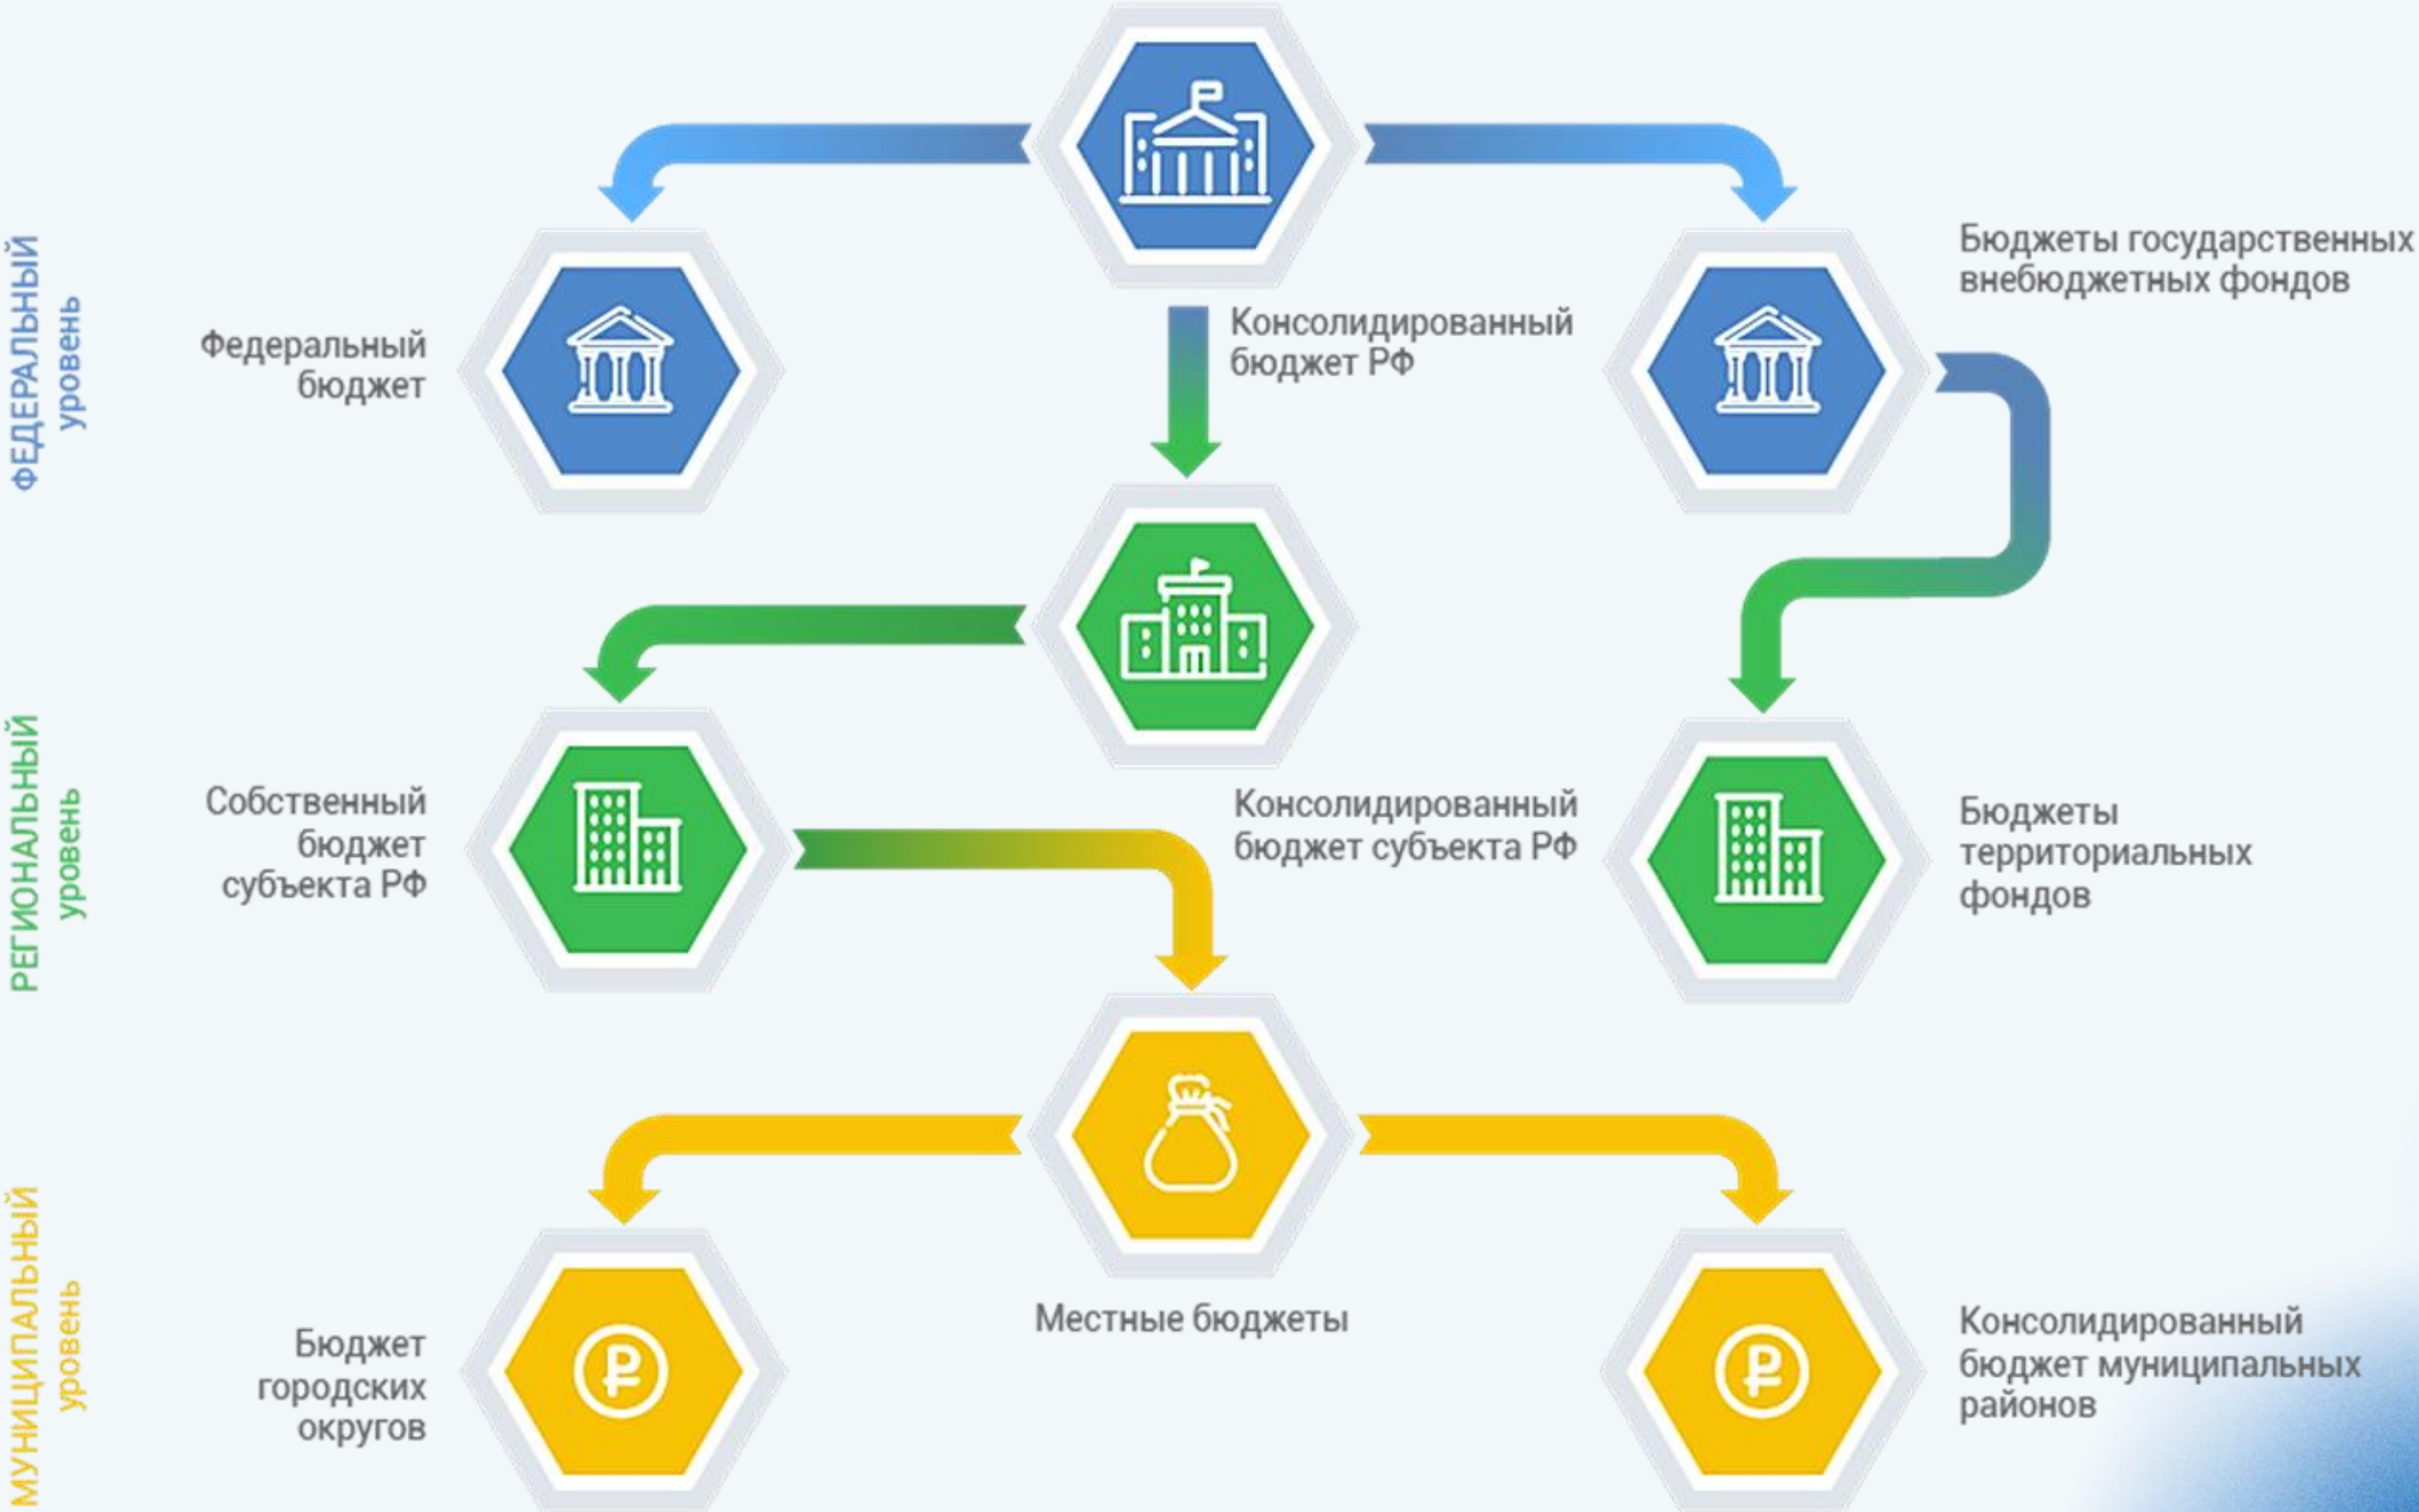 ФЕДЕРАЛЬНЫЙ
уровень
Федеральный
бюджет
Консолидированный
бюджет РФ
Бюджеты государственных
внебюджетных фондов
РЕГИОНАЛЬНЫЙ
уровень
Собственный
бюджет
субъекта РФ
Консолидированный
бюджет субъекта РФ
Бюджеты
территориальных
фондов
МУНИЦИПАЛЬНЫЙ
уровень
Бюджет
городских
округов
Местные бюджеты
Консолидированный
бюджет муниципальных
районов